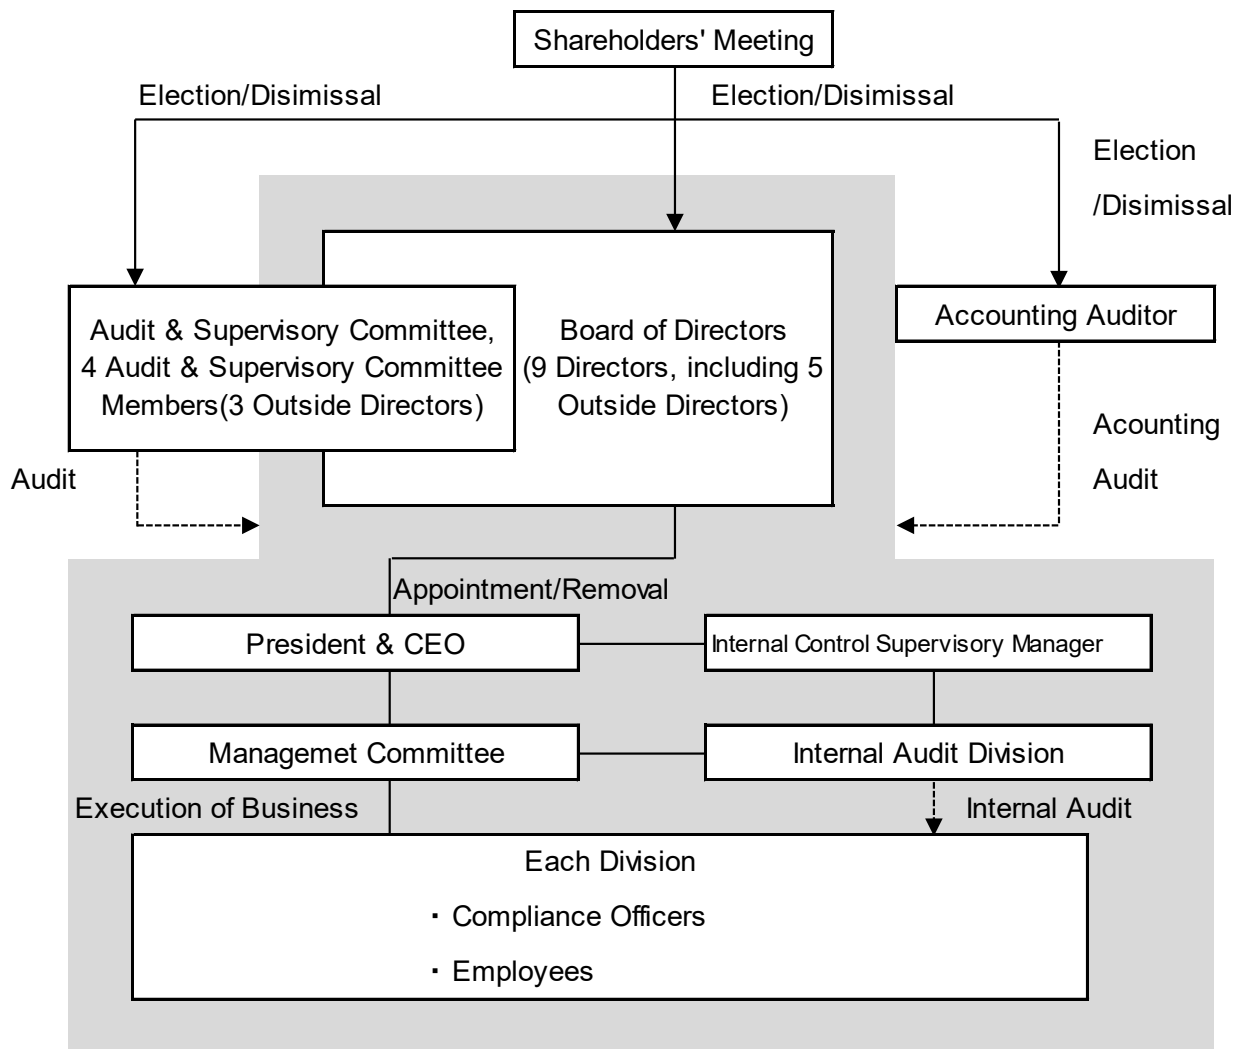 Shareholders' Meeting
Election/Disimissal
Election/Disimissal
Election
/Disimissal
Audit & Supervisory Committee,
4 Audit & Supervisory Committee
Members(3 Outside Directors)
Board of Directors
(9 Directors, including 5
Outside Directors)
Accounting Auditor
Audit
Acounting
Audit
Appointment/Removal
President & CEO
Internal Control Supervisory Manager
Managemet Committee
Internal Audit Division
Execution of Business
Internal Audit
Each Division
・ Compliance Officers
・ Employees